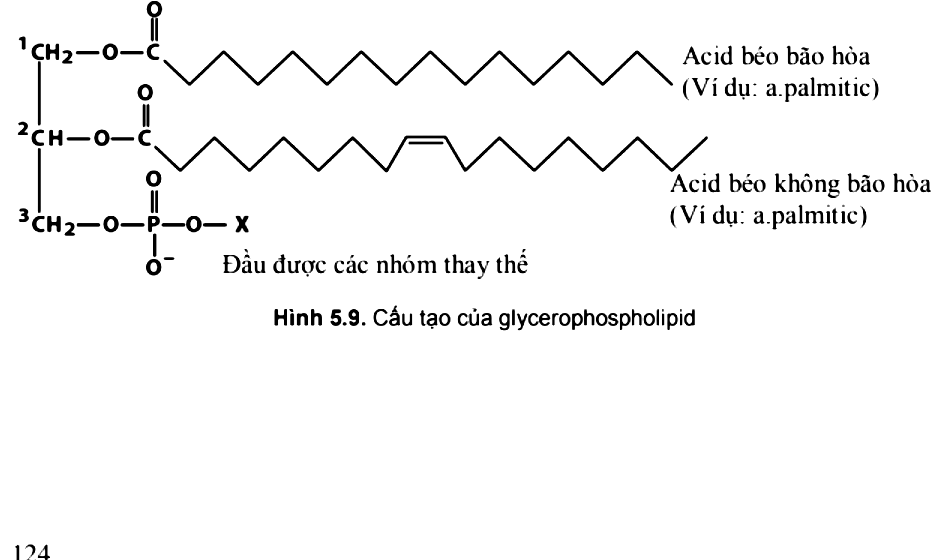 O
¹CH₂—O—C
Acid béo bão hòa
(Ví dụ: a.palmitic)
O
²CH—O—C
O
Acid béo không bão hòa
(Ví dụ: a.palmitic)
³CH₂—O—P—O—X
O⁻
Đầu được các nhóm thay thế
Hình 5.9. Cấu tạo của glycerophospholipid
124